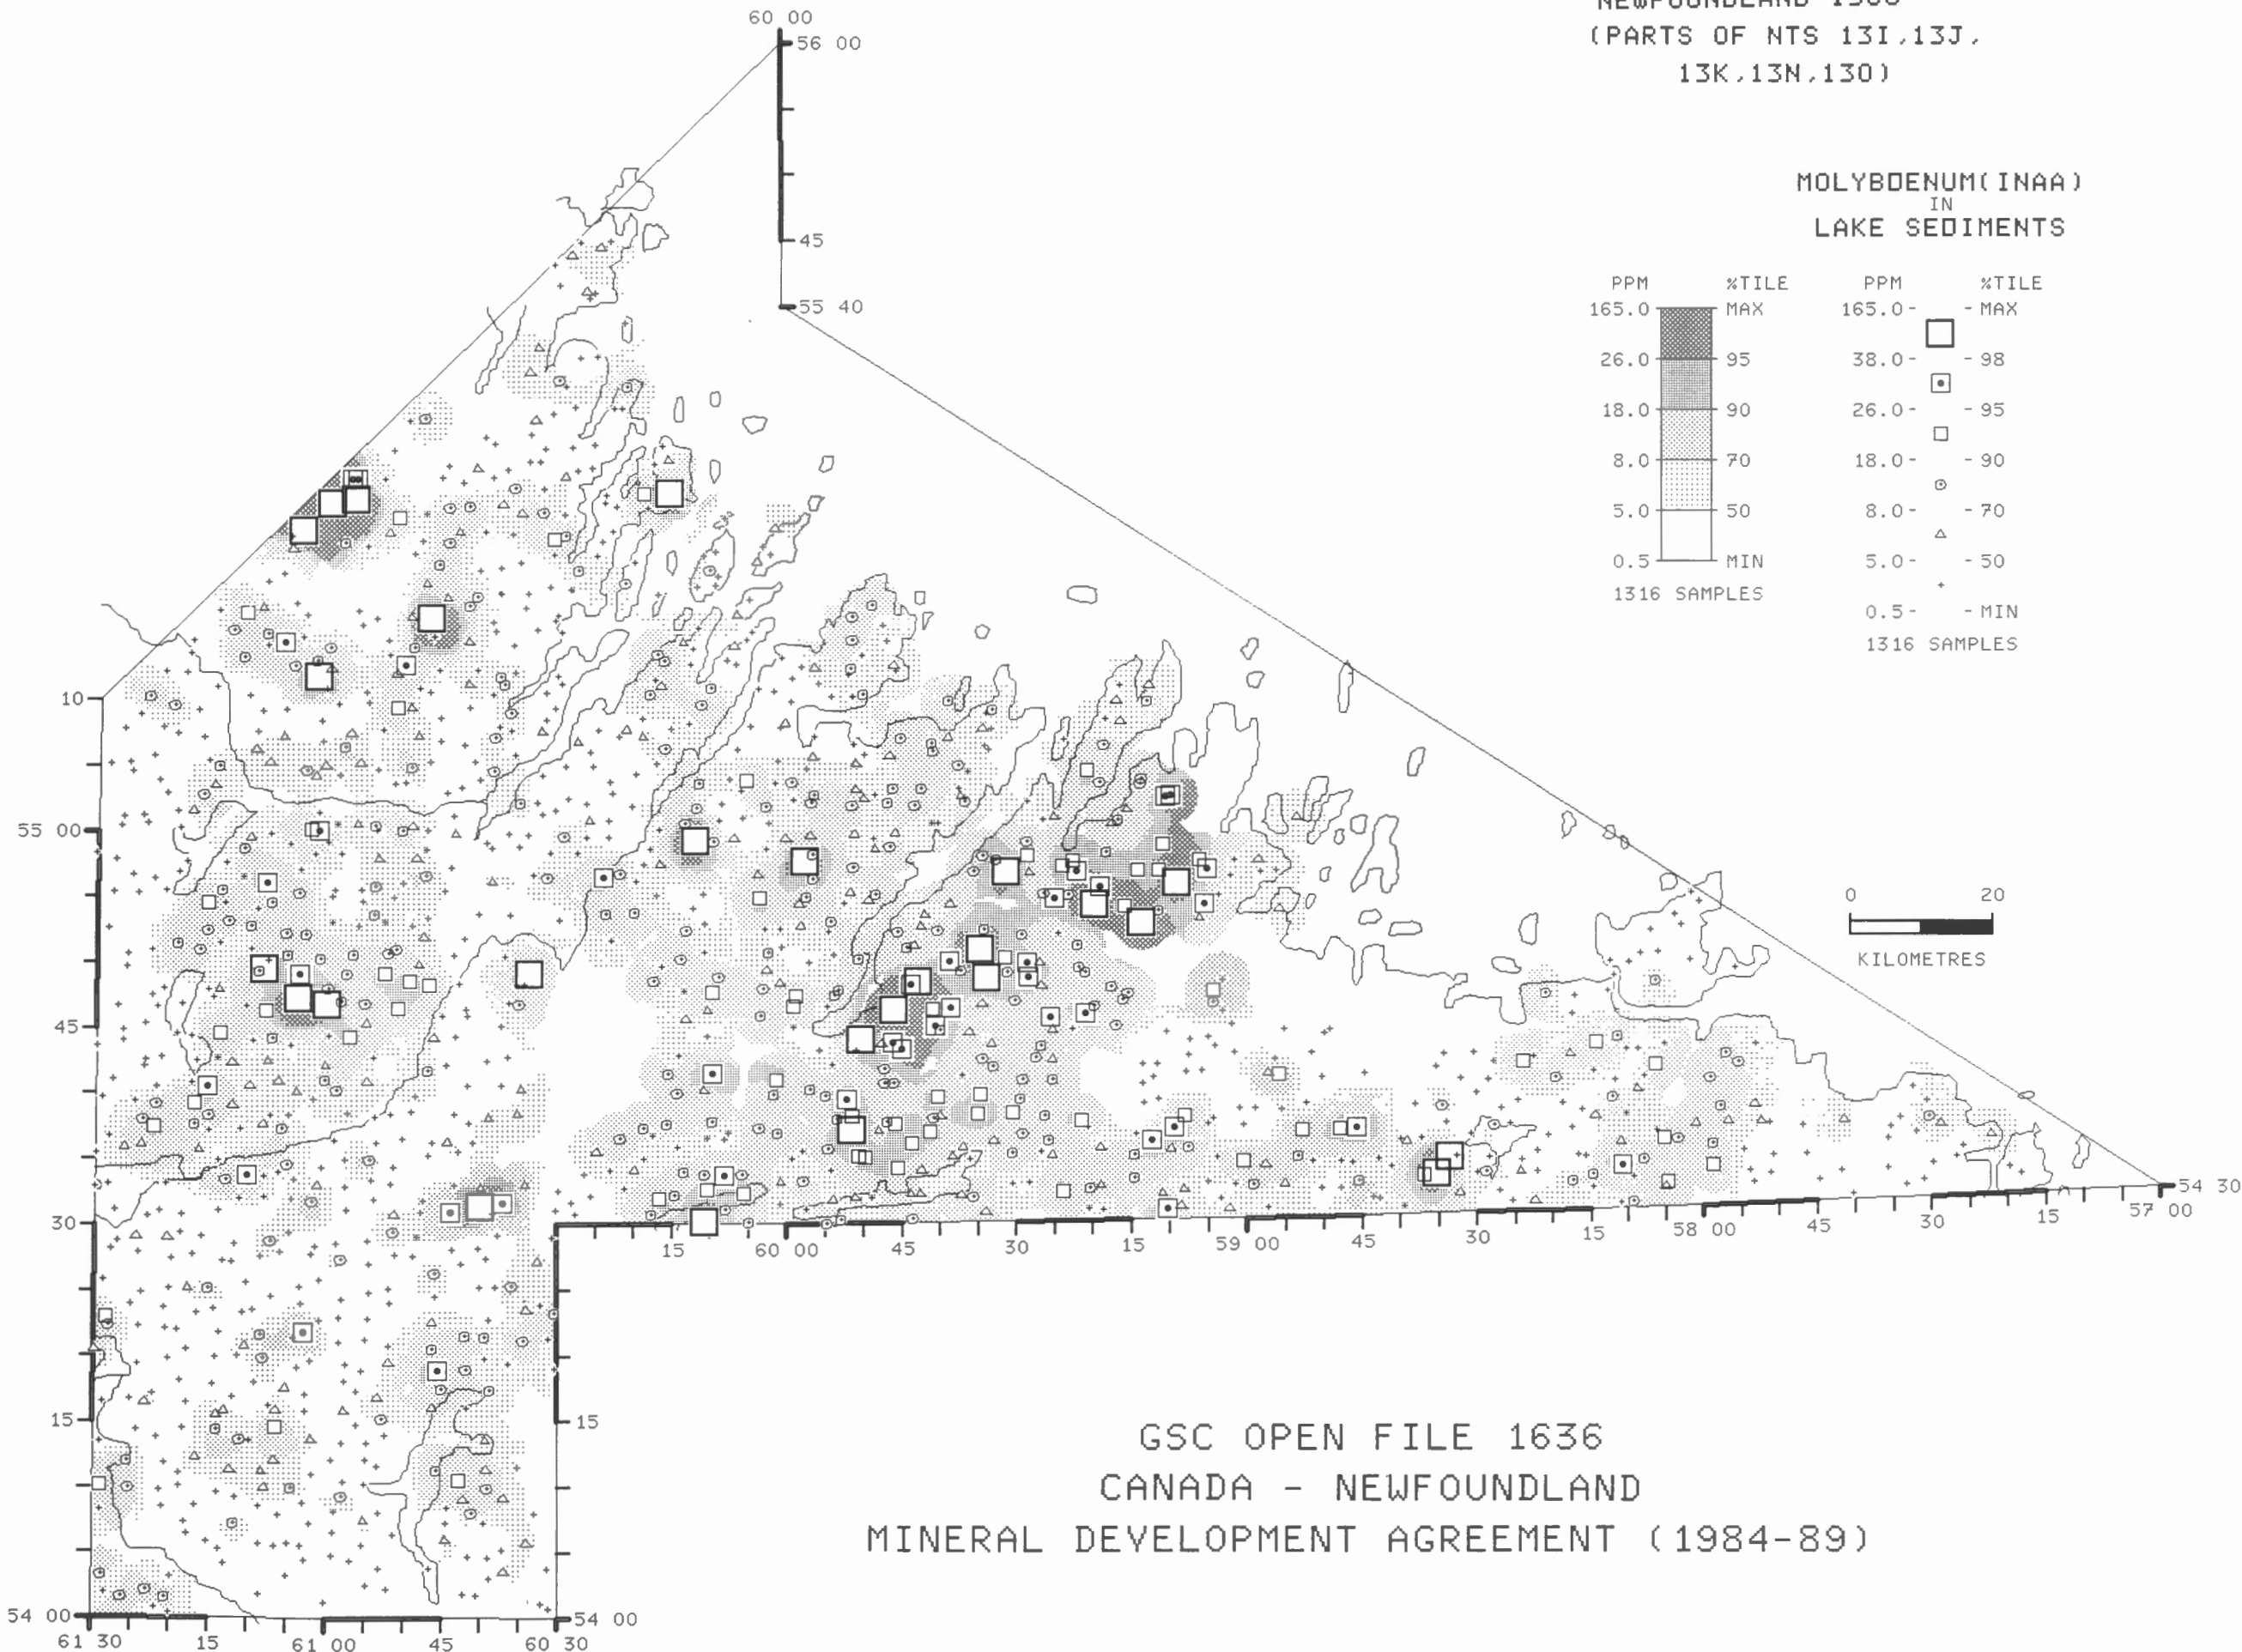 NEWFOUNDLAND 1988
(PARTS OF NTS 13I,13J,
13K,13N,13O)
60 00
56 00
45
55 40
MOLYBDENUM(INAA)
IN
LAKE SEDIMENTS
PPM %TILE PPM %TILE
165.0 MAX 165.0- -MAX
26.0 95 38.0- -98
18.0 90 26.0- -95
8.0 70 18.0- -90
5.0 50 8.0- -70
0.5 MIN 5.0- -50
1316 SAMPLES 0.5- -MIN
1316 SAMPLES
10
55 00
45
30
15
54 00
0 20
KILOMETRES
54 30
15 60 00 45 30 15 59 00 45 30 15 58 00 45 30 15 57 00
15
54 00
61 30 15 61 00 45 60 30
GSC OPEN FILE 1636
CANADA - NEWFOUNDLAND
MINERAL DEVELOPMENT AGREEMENT (1984-89)